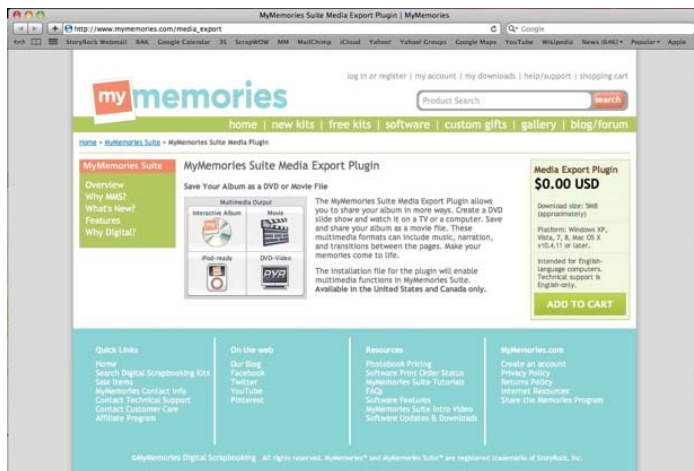 MyMemories Suite Media Export Plugin | MyMemories
http://www.mymemories.com/media_export
Google
StoryRock Webmail RAK Google Calendar 3S ScrapWOW MM MailChimp iCloud Yahoo! Yahoo! Groups Google Maps YouTube Wikipedia News (646) Popular Apple
log in or register | my account | my downloads | help/support | shopping cart
my memories
Product Search search
home | new kits | free kits | software | custom gifts | gallery | blog/forum
Home > MyMemories Suite > MyMemories Suite Media Plugin
MyMemories Suite
Overview
Why MMS?
What's New?
Features
Why Digital?
MyMemories Suite Media Export Plugin
Save Your Album as a DVD or Movie File
Multimedia Output
Interactive Album Movie
iPod-ready DVD-Video
DVD
The MyMemories Suite Media Export Plugin allows
you to share your album in more ways. Create a DVD
slide show and watch it on a TV or a computer. Save
and share your album as a movie file. These
multimedia formats can include music, narration,
and transitions between the pages. Make your
memories come to life.
The installation file for the plugin will enable
multimedia functions in MyMemories Suite.
Available in the United States and Canada only.
Media Export Plugin
$0.00 USD
Download size: 5MB
(approximately)
Platform: Windows XP,
Vista, 7, 8, Mac OS X
v10.4.11 or later.
Intended for English-
language computers.
Technical support is
English-only.
ADD TO CART
Quick Links
Home
Search Digital Scrapbooking Kits
Sale Items
MyMemories Contact Info
Contact Technical Support
Contact Customer Care
Affiliate Program
On the web
Our Blog
Facebook
Twitter
YouTube
Pinterest
Resources
Photobook Pricing
Software Print Order Status
MyMemories Suite Tutorials
FAQs
Software Features
MyMemories Suite Intro Video
Software Updates & Downloads
MyMemories.com
Create an account
Privacy Policy
Returns Policy
Internet Resources
Share the Memories Program
©MyMemories Digital Scrapbooking All rights reserved. MyMemories™ and MyMemories Suite™ are registered trademarks of StoryRock, Inc.